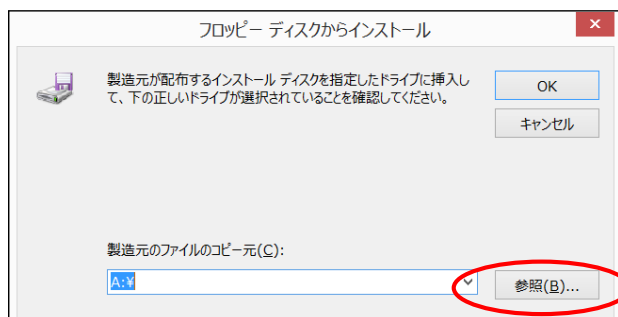 フロッピー ディスクからインストール
製造元が配布するインストール ディスクを指定したドライブに挿入し
て、下の正しいドライブが選択されていることを確認してください。
OK
キャンセル
製造元のファイルのコピー元(C):
A:¥
参照(B)...